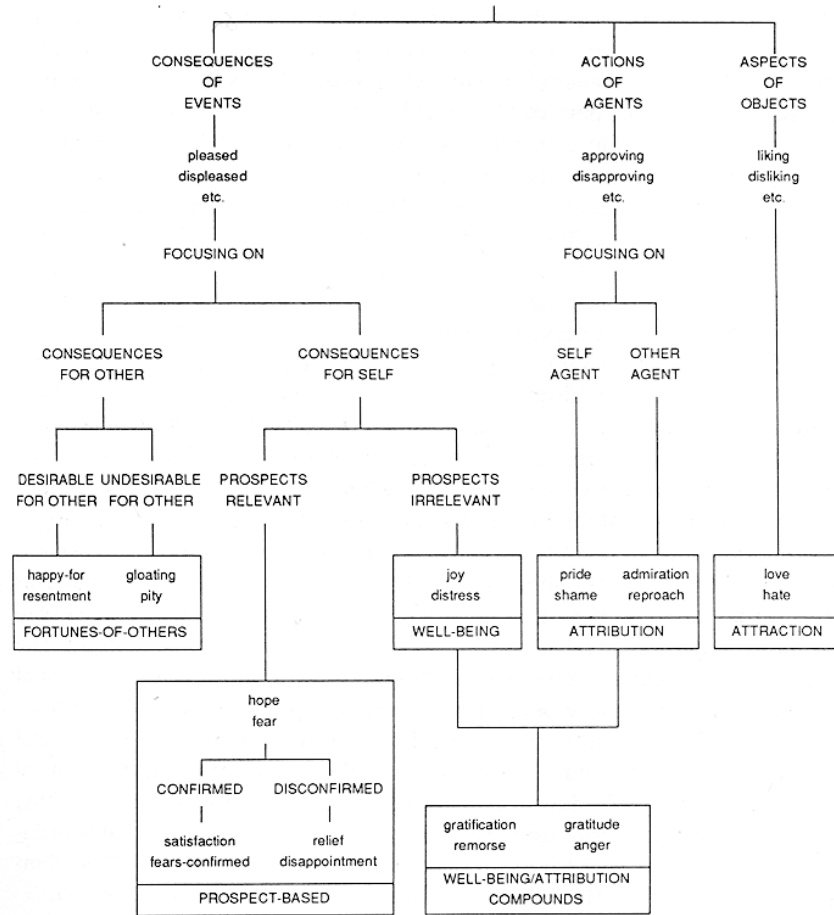 CONSEQUENCES
OF
EVENTS
ACTIONS
OF
AGENTS
ASPECTS
OF
OBJECTS
pleased
displeased
etc.
approving
disapproving
etc.
liking
disliking
etc.
FOCUSING ON
FOCUSING ON
CONSEQUENCES
FOR OTHER
CONSEQUENCES
FOR SELF
SELF
AGENT
OTHER
AGENT
DESIRABLE
FOR OTHER
UNDESIRABLE
FOR OTHER
PROSPECTS
RELEVANT
PROSPECTS
IRRELEVANT
happy-for
resentment
gloating
pity
FORTUNES-OF-OTHERS
joy
distress
WELL-BEING
pride
shame
admiration
reproach
ATTRIBUTION
love
hate
ATTRACTION
hope
fear
CONFIRMED
DISCONFIRMED
satisfaction
fears-confirmed
relief
disappointment
PROSPECT-BASED
gratification
remorse
gratitude
anger
WELL-BEING/ATTRIBUTION
COMPOUNDS